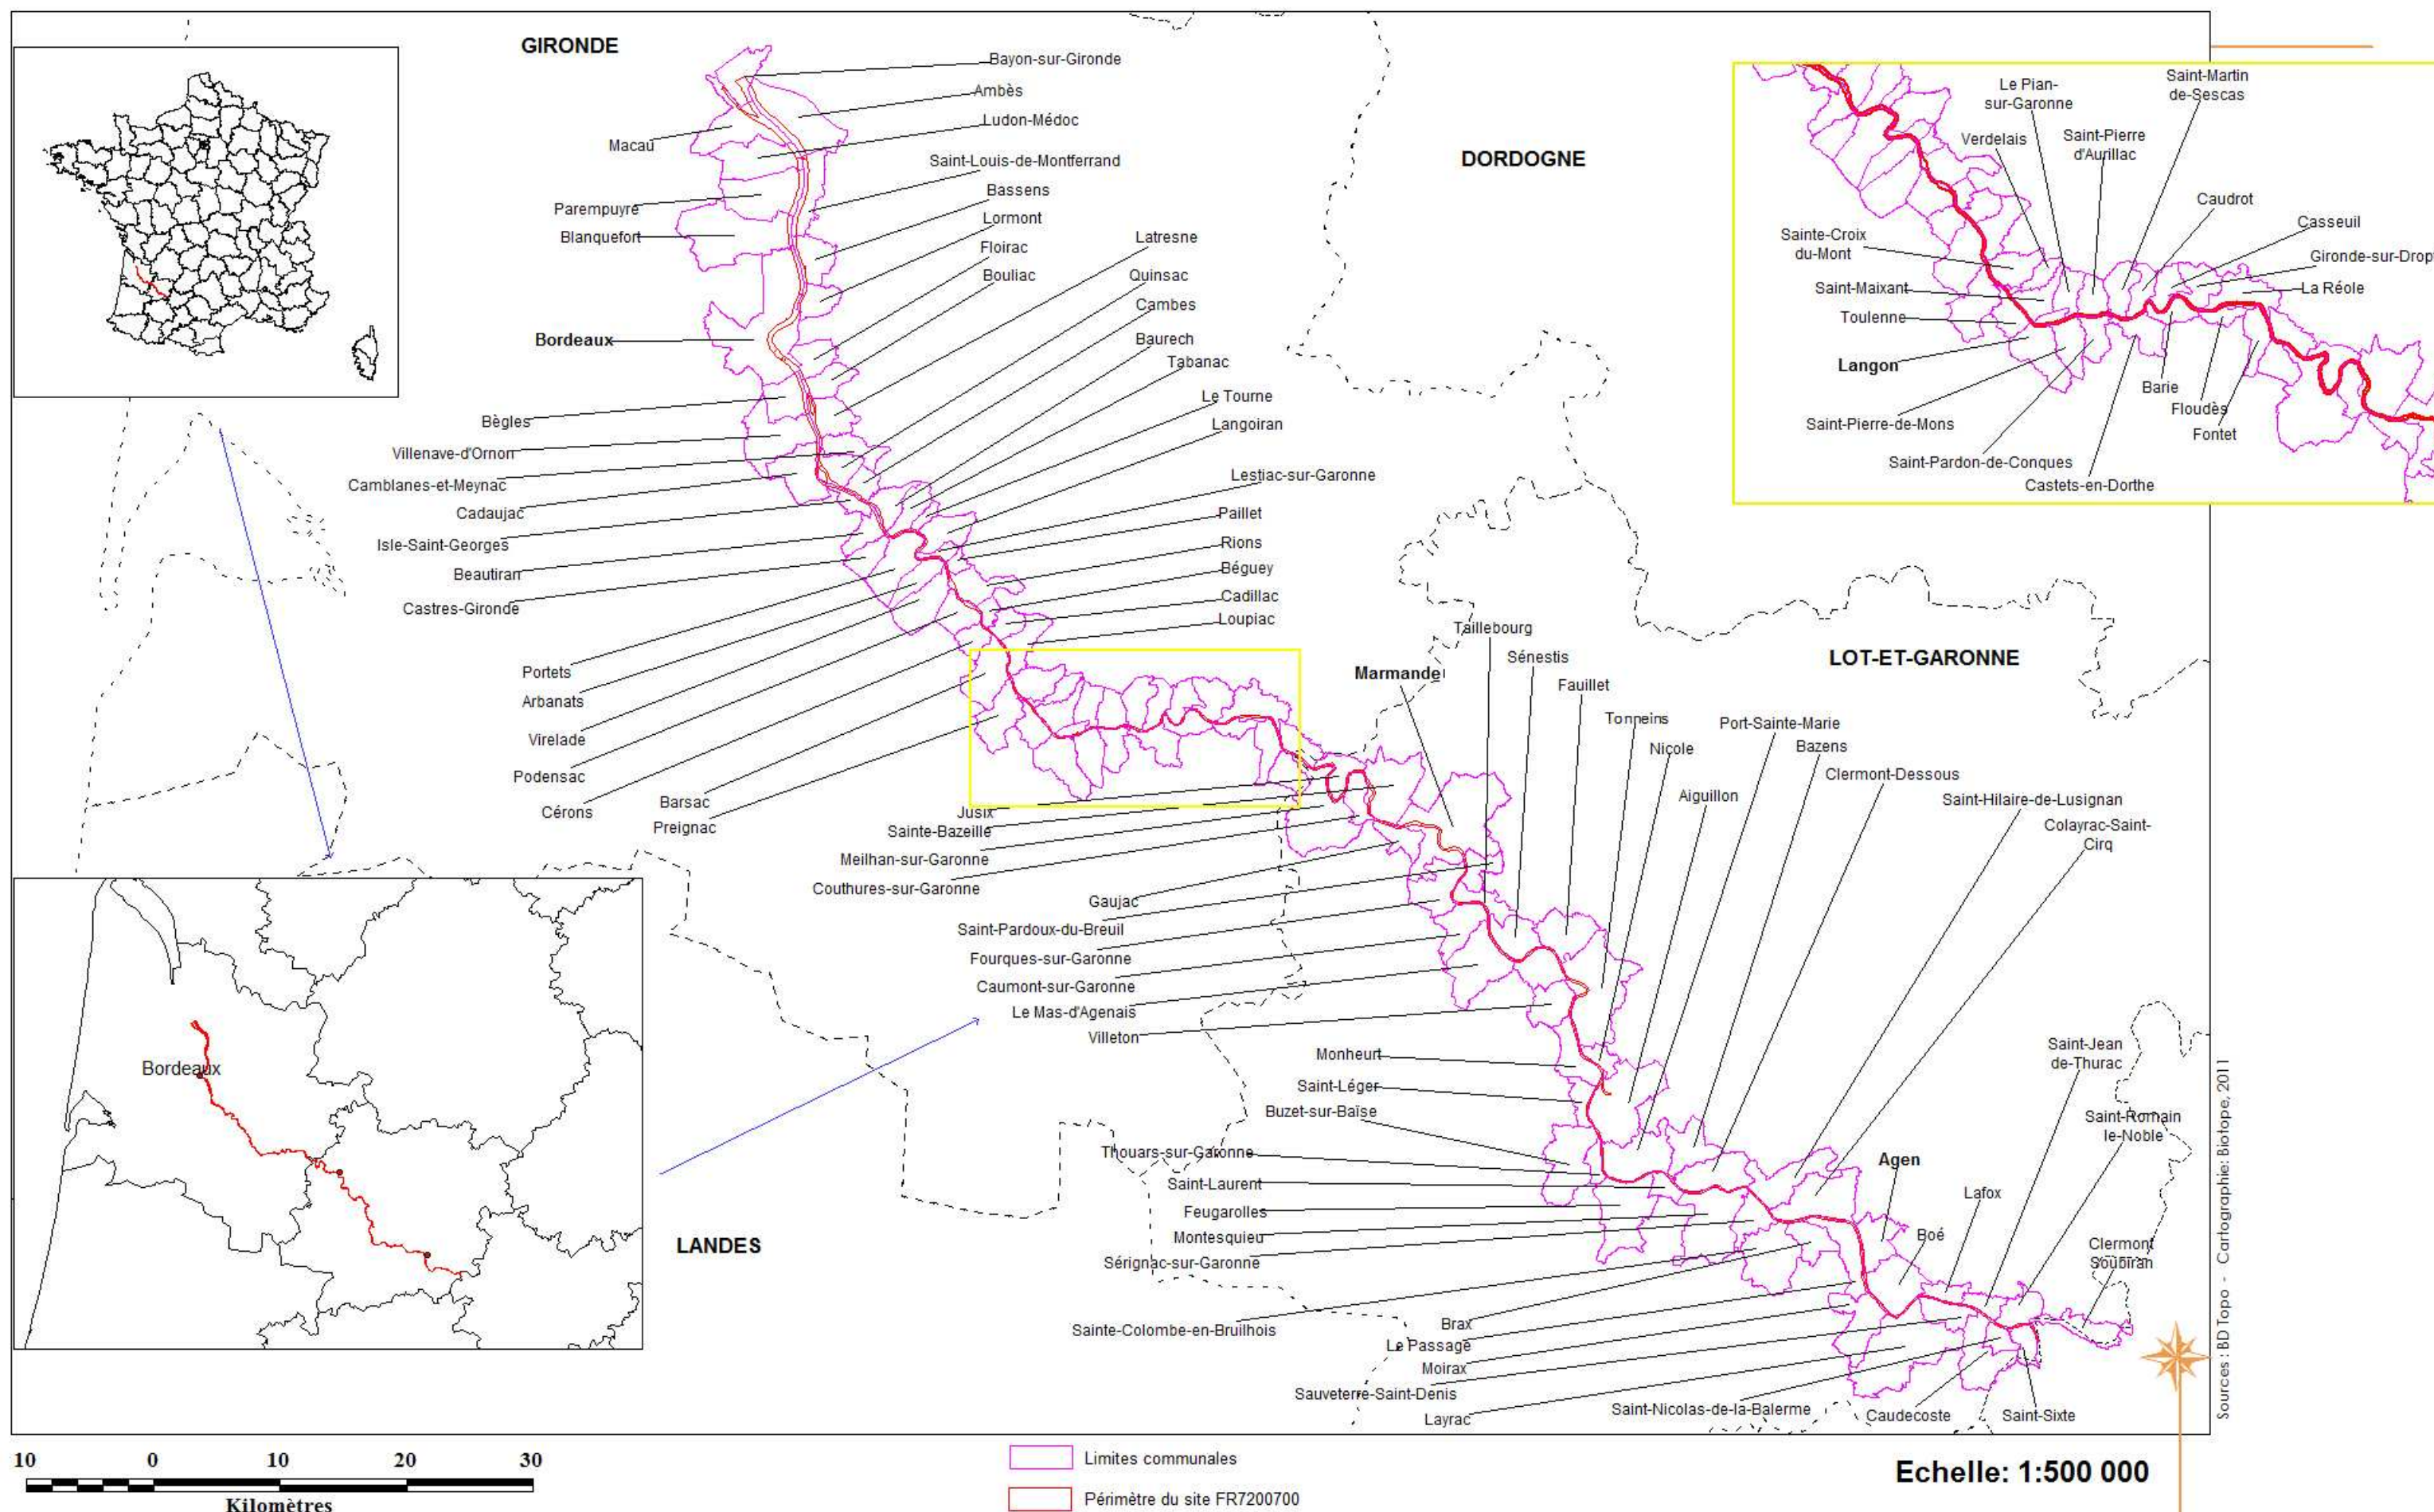 GIRONDE
Bayon-sur-Gironde
Ambès
Ludon-Médoc
Macau
Saint-Louis-de-Montferrand
Bassens
Parempuyre
Lormont
Blanquefort
Floirac
Latresne
Bouliac
Quinsac
Cambes
Bordeaux
Baurech
Tabanac
Le Tourne
Bègles
Langoiran
Villenave-d'Ornon
Lestiac-sur-Garonne
Camblanes-et-Meynac
Cadaujac
Paillet
Isle-Saint-Georges
Rions
Beautiran
Béguey
Cadillac
Castres-Gironde
Loupiac
Portets
Arbanats
Virelade
Podensac
Cérons
Barsac
Preignac
DORDOGNE
Le Pian-
sur-Garonne
Saint-Martin
de-Sescas
Verdelais
Saint-Pierre
d'Aurillac
Caudrot
Casseuil
Sainte-Croix
du-Mont
Gironde-sur-Dropt
Saint-Maixant
La Réole
Toulenne
Langon
Barie
Floudès
Saint-Pierre-de-Mons
Fontet
Saint-Pardon-de-Conques
Castets-en-Dorthe
LOT-ET-GARONNE
Taillebourg
Sénestis
Marmande
Fauillet
Tonneins
Port-Sainte-Marie
Nicole
Bazens
Clermont-Dessous
Aiguillon
Saint-Hilaire-de-Lusignan
Colayrac-Saint-
Cirq
Jusix
Sainte-Bazeille
Meilhan-sur-Garonne
Couthures-sur-Garonne
Gaujac
Saint-Pardoux-du-Breuil
Fourques-sur-Garonne
Caumont-sur-Garonne
Le Mas-d'Agenais
Villeton
Monheurt
Saint-Léger
Buzet-sur-Baïse
Thouars-sur-Garonne
Saint-Laurent
Feugarolles
Montesquieu
Sérignac-sur-Garonne
Saint-Jean
de-Thurac
Saint-Romain
le-Noble
Agen
Lafox
Boé
Clermont
Soubiran
Sainte-Colombe-en-Bruilhois
Brax
Le Passage
Moirax
Sauveterre-Saint-Denis
Layrac
Saint-Nicolas-de-la-Balerme
Caudecoste
Saint-Sixte
Bordeaux
LANDES
Sources : BD Topo - Cartographie: Biotope, 2011
10 0 10 20 30
Kilomètres
Limites communales
Périmètre du site FR7200700
Echelle: 1:500 000